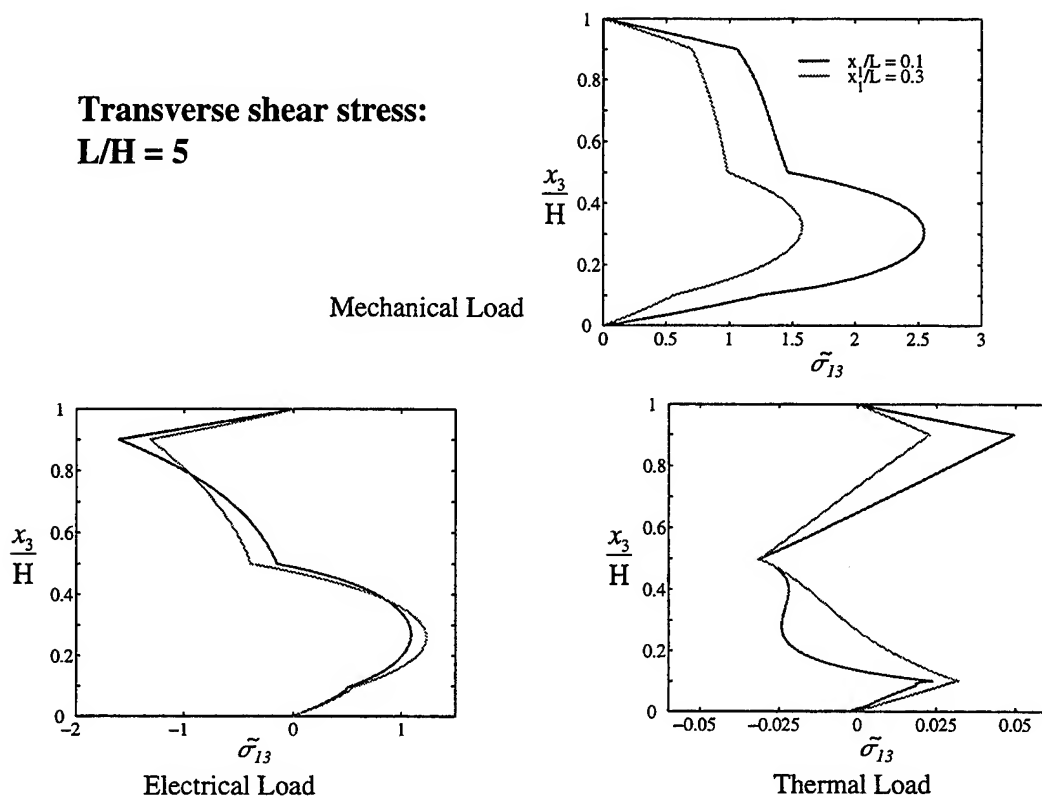 Transverse shear stress:
L/H = 5
1
0.8
0.6
0.4
0.2
0
x₃
H
x₁/L = 0.1
x₁/L = 0.3
0 0.5 1 1.5 2 2.5 3
σ̃₁₃
Mechanical Load
1
0.8
0.6
0.4
0.2
0
x₃
H
−2 −1 0 1
σ̃₁₃
Electrical Load
1
0.8
0.6
0.4
0.2
0
x₃
H
−0.05 −0.025 0 0.025 0.05
σ̃₁₃
Thermal Load